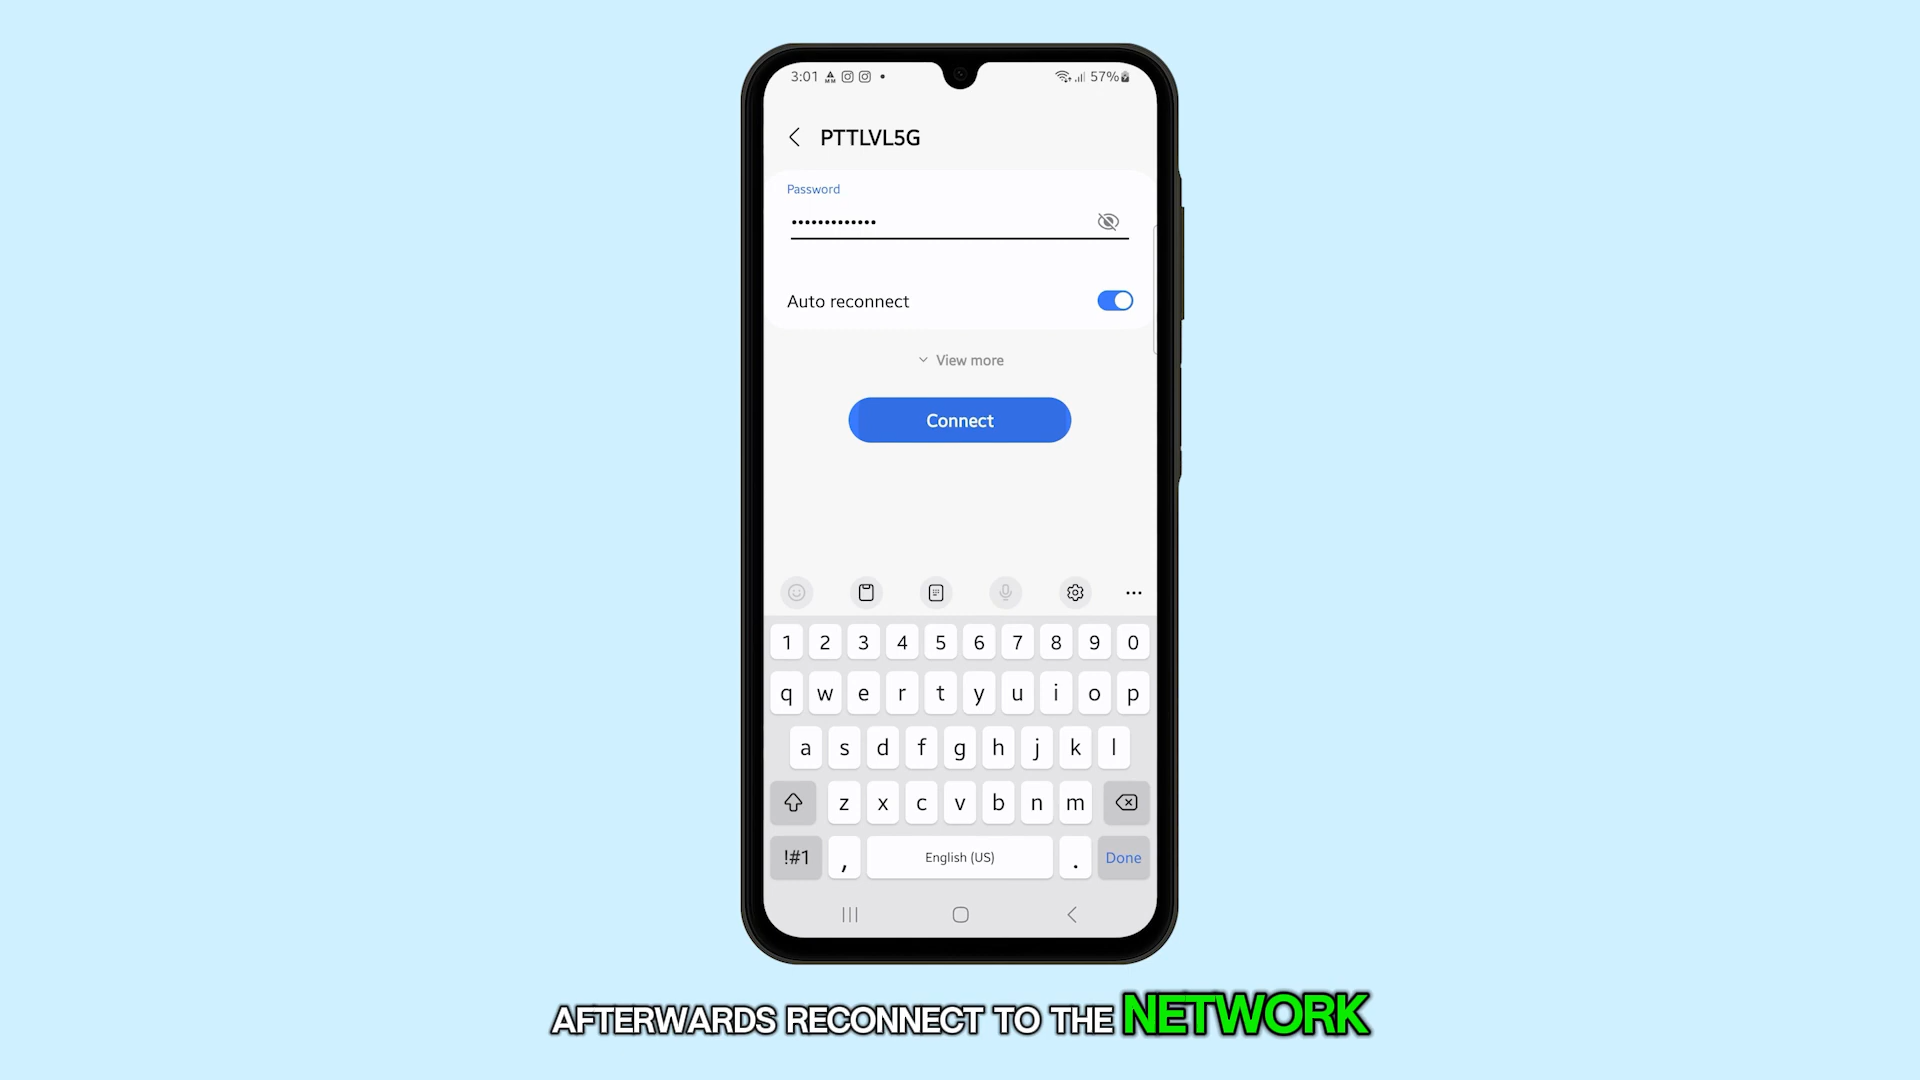 3:01 57%
PTTLVL5G
Password
•••••••••••••
Auto reconnect
View more
Connect
1 2 3 4 5 6 7 8 9 0
q w e r t y u i o p
a s d f g h j k l
z x c v b n m
!#1 , English (US) . Done
AFTERWARDS RECONNECT TO THE NETWORK